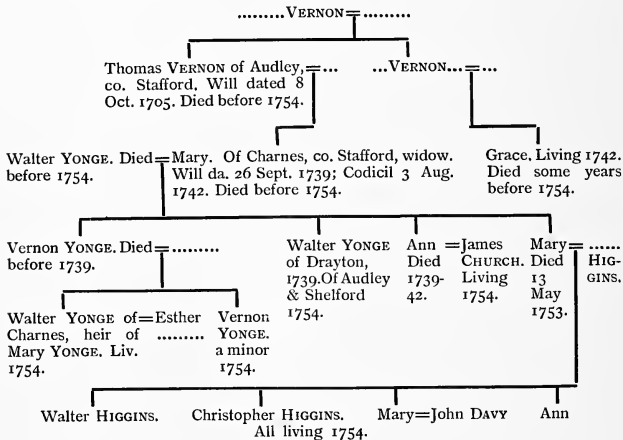 .........VERNON=.........
Thomas VERNON of Audley,=... ...VERNON...=...
co. Stafford. Will dated 8
Oct. 1705. Died before 1754.
Walter YONGE. Died=Mary. Of Charnes, co. Stafford, widow. Grace. Living 1742.
before 1754. Will da. 26 Sept. 1739; Codicil 3 Aug. Died some years
1742. Died before 1754. before 1754.
Vernon YONGE. Died=......... Walter YONGE Ann =James Mary=......
before 1739. of Drayton, Died CHURCH. Died HIG-
1739. Of Audley 1739- Living 13 GINS.
& Shelford 42. 1754. May
1754. 1753.
Walter YONGE of=Esther Vernon
Charnes, heir of ......... YONGE.
Mary YONGE. Liv. a minor
1754. 1754.
Walter HIGGINS. Christopher HIGGINS. Mary=John DAVY Ann
All living 1754.